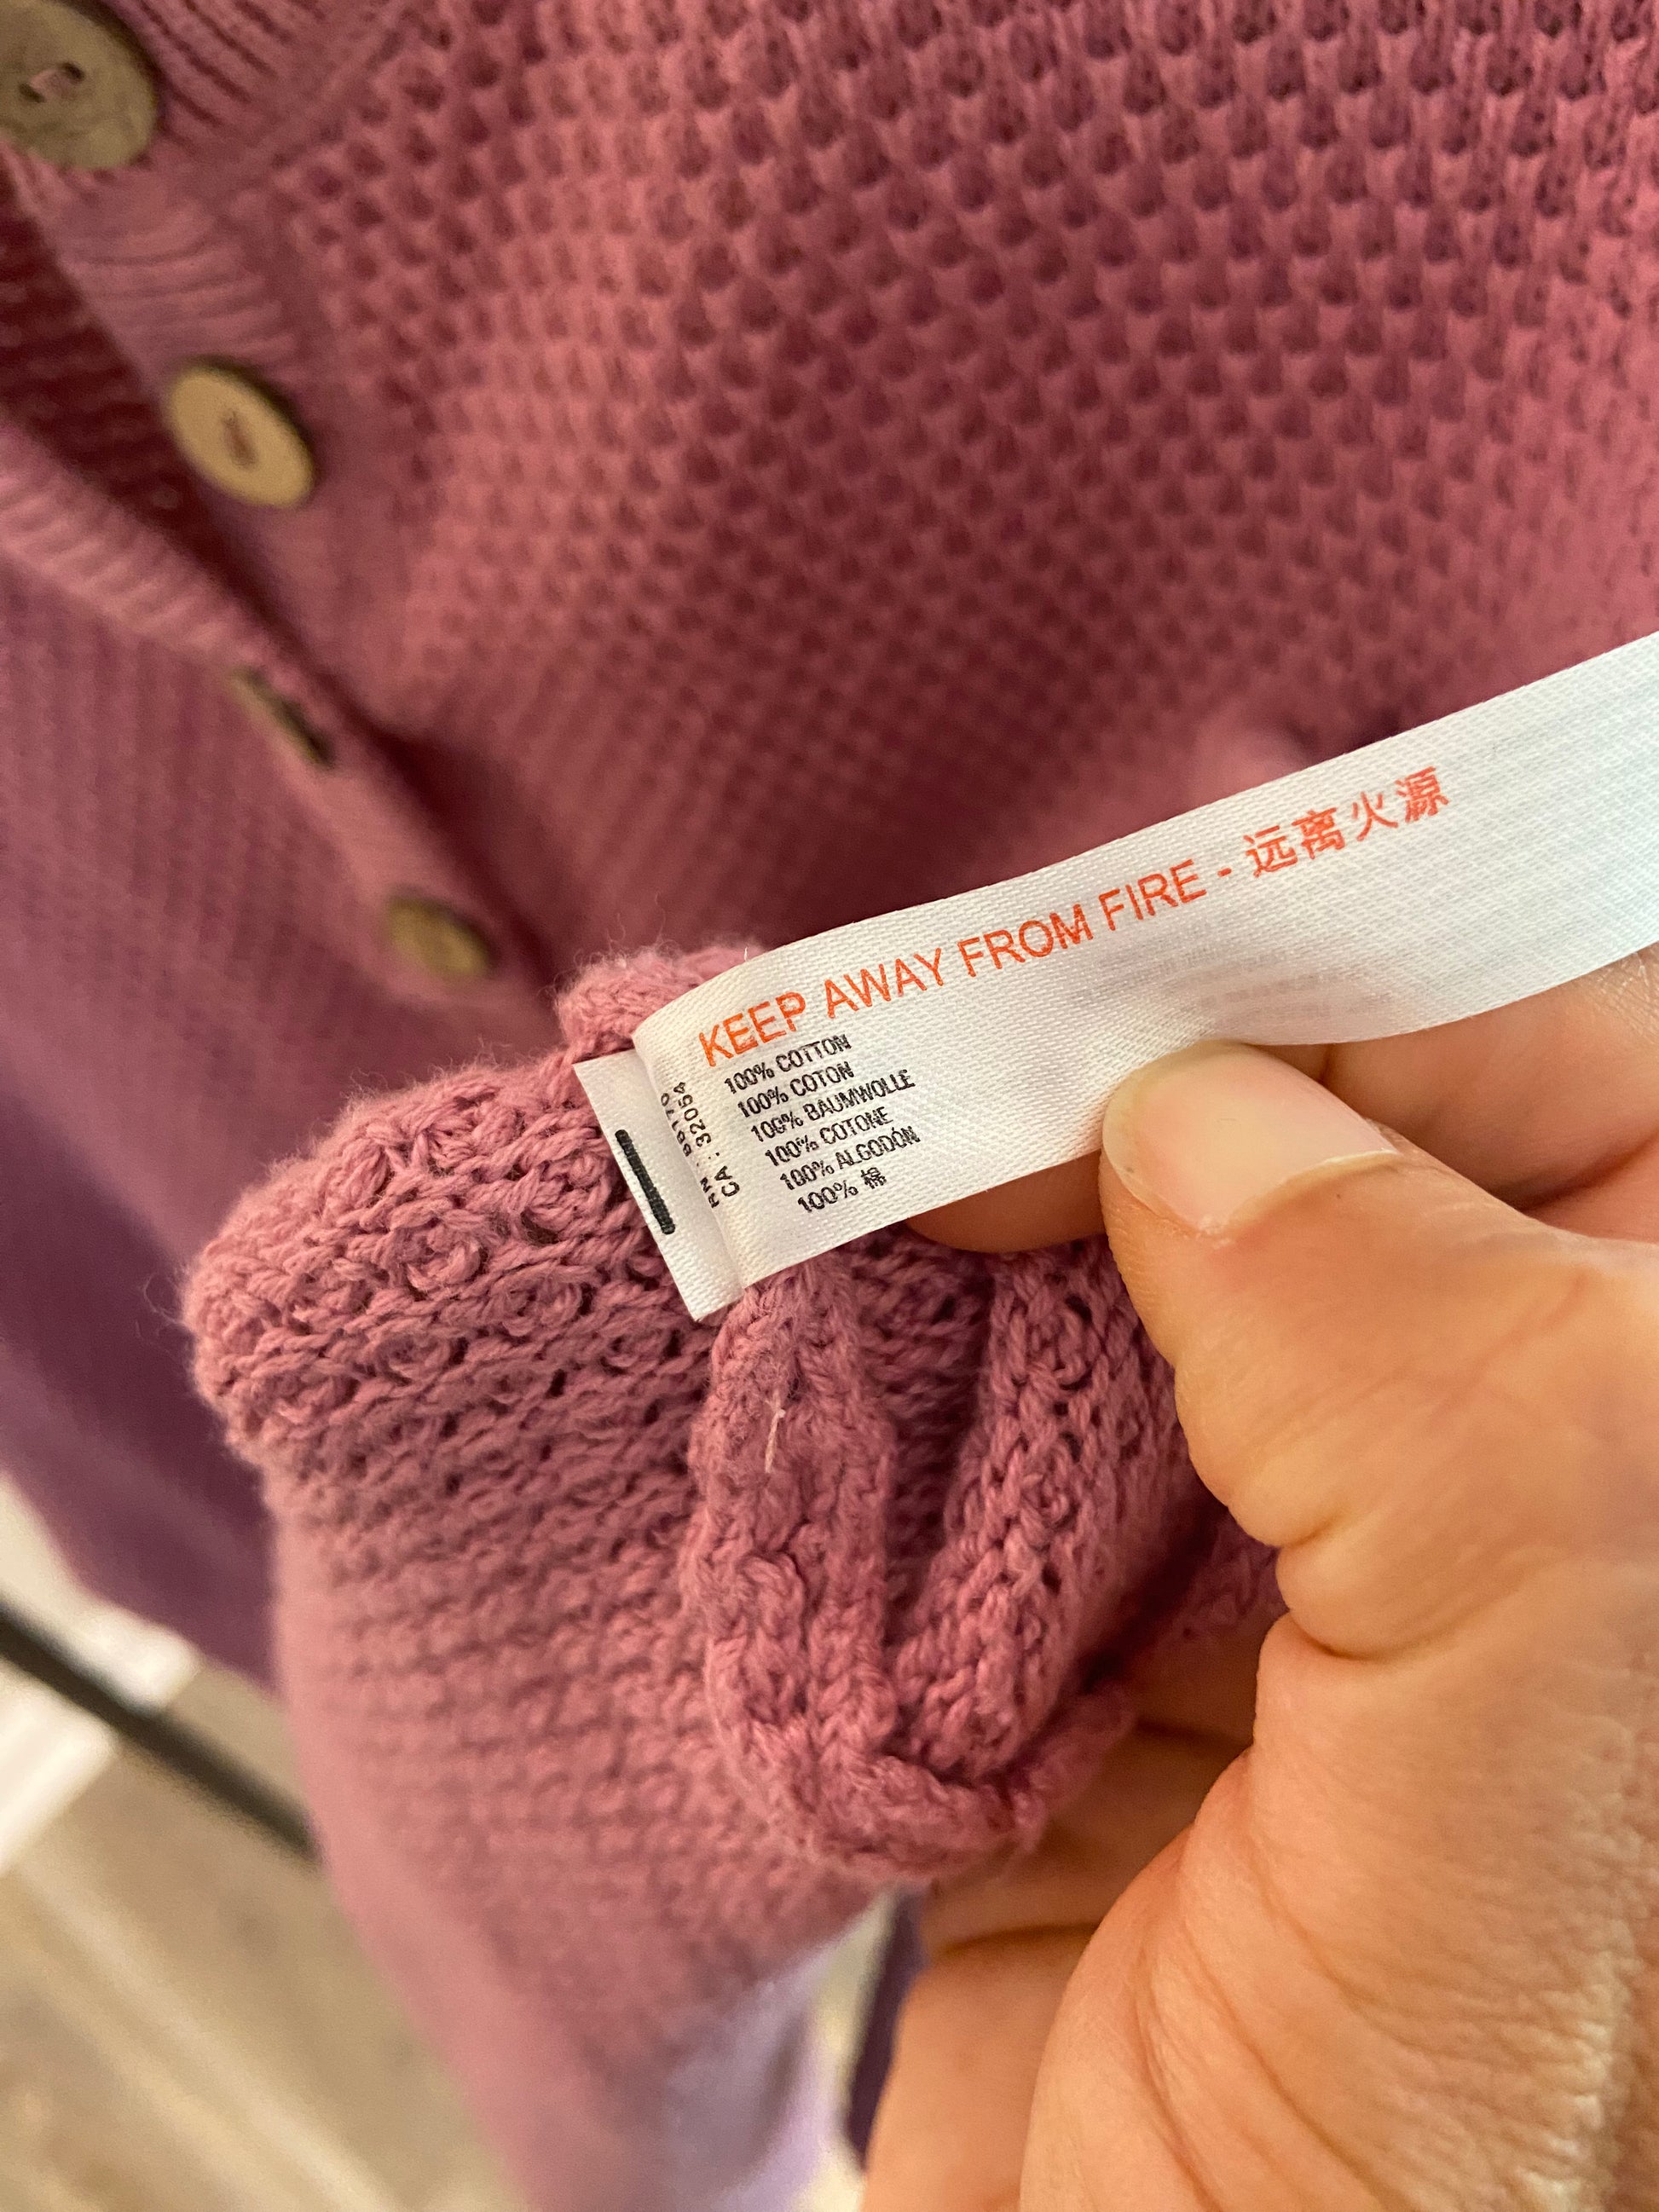 KEEP AWAY FROM FIRE - 远离火源
100% COTTON
100% COTON
100% BAUMWOLLE
100% COTONE
100% ALGODÓN
100% 棉
CA : 32054